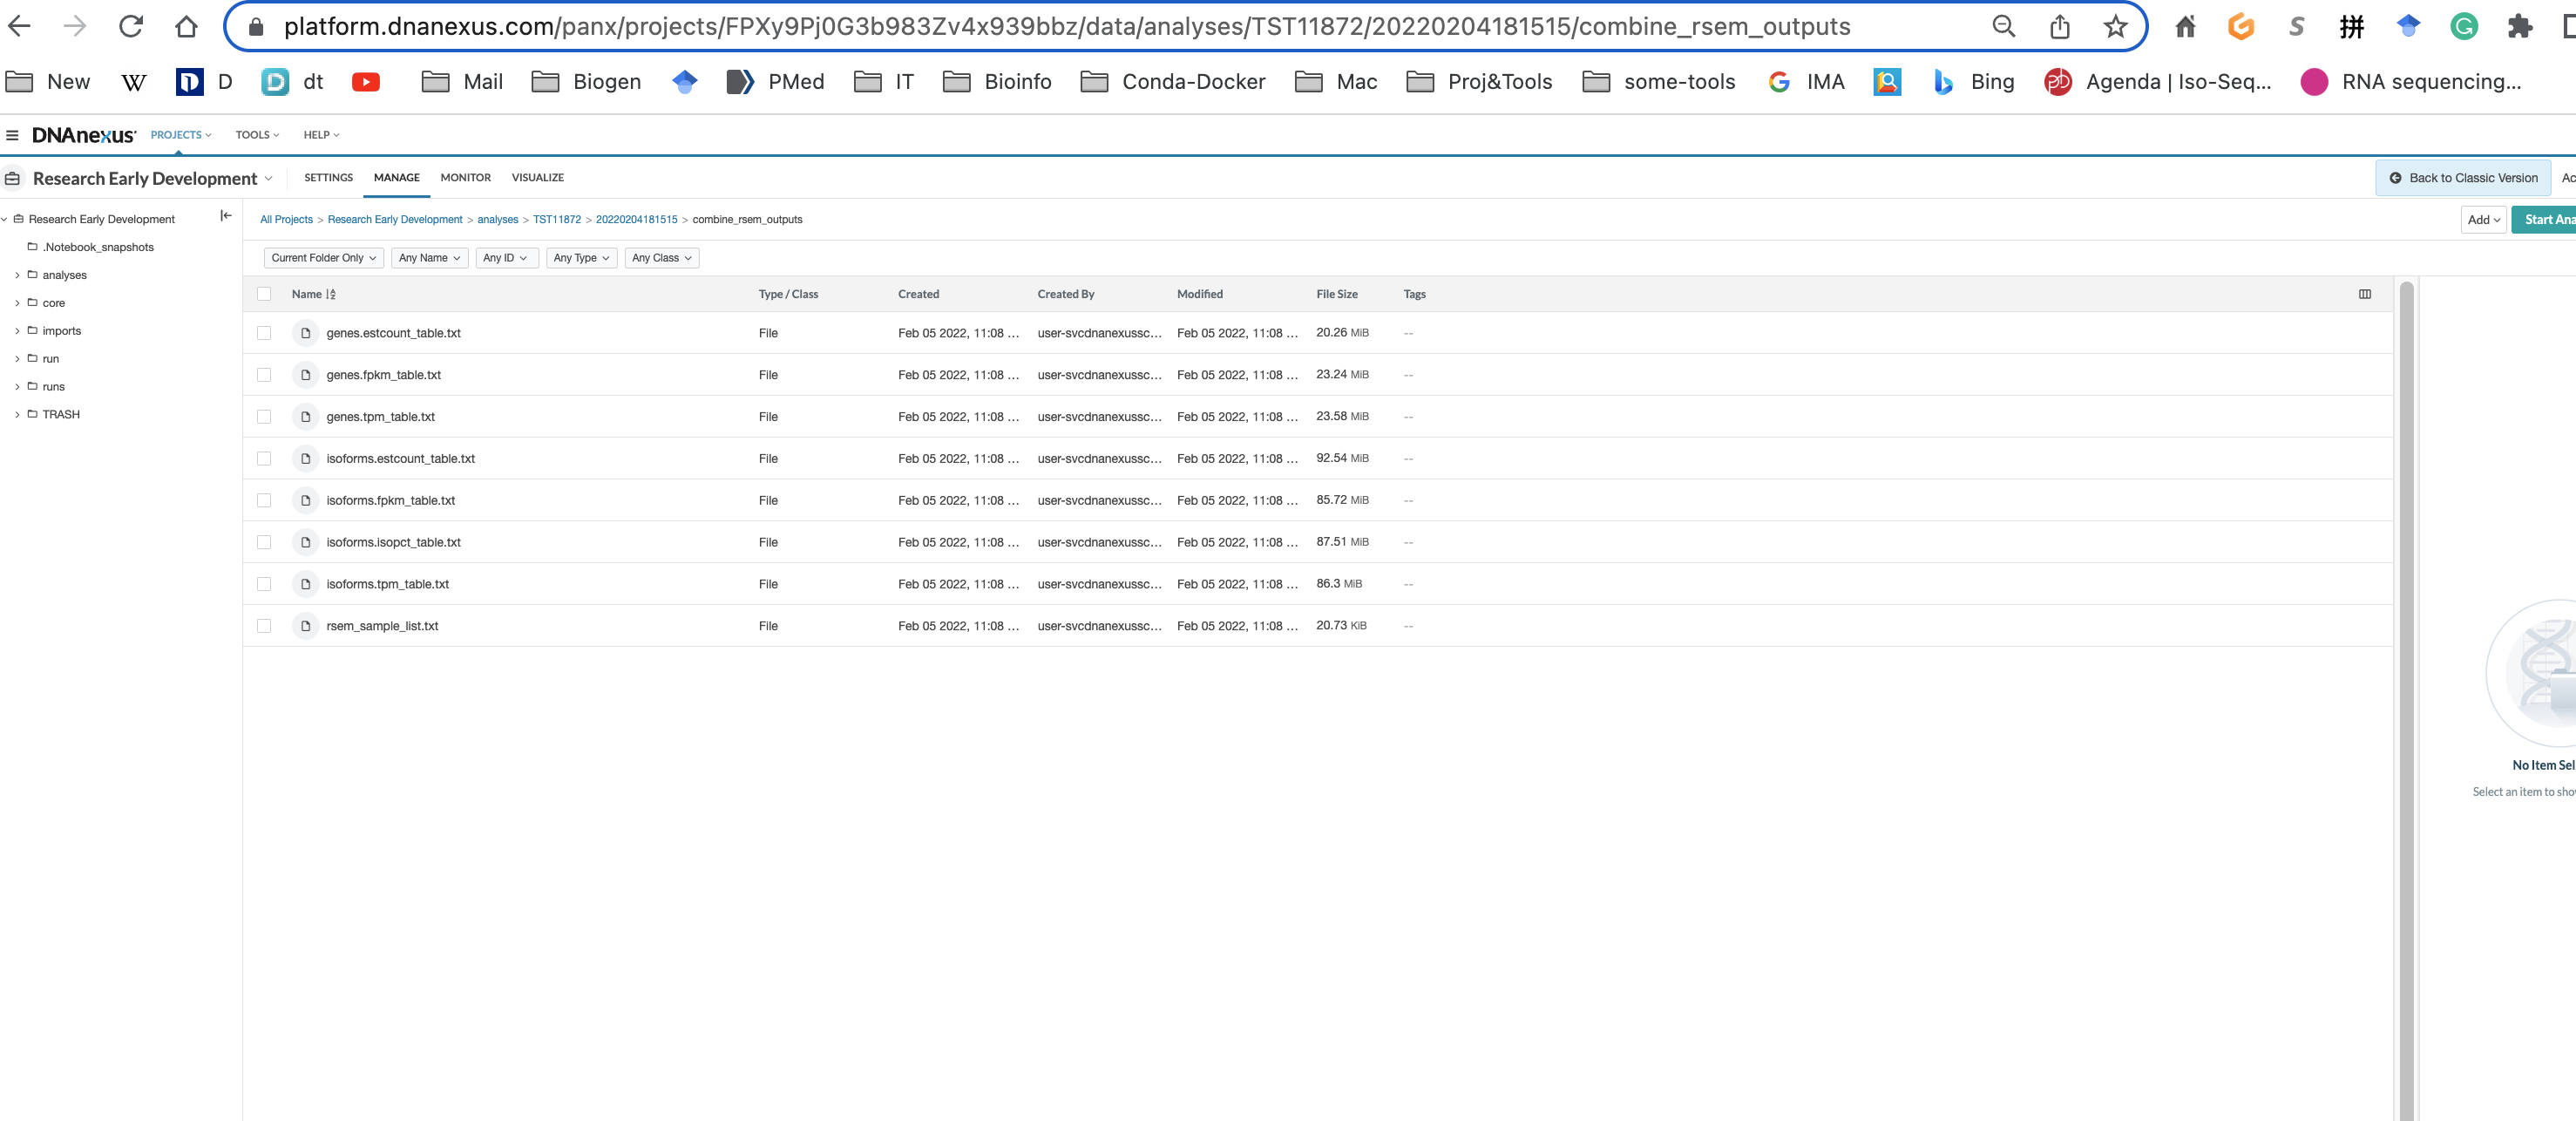 platform.dnanexus.com/panx/projects/FPXy9Pj0G3b983Zv4x939bbz/data/analyses/TST11872/20220204181515/combine_rsem_outputs S 拼 G
New W D D dt Mail Biogen PMed IT Bioinfo Conda-Docker Mac Proj&Tools some-tools G IMA Bing Agenda | Iso-Seq... RNA sequencing...
DNAnexus PROJECTS TOOLS HELP
Research Early Development SETTINGS MANAGE MONITOR VISUALIZE Back to Classic Version Ac
Research Early Development
.Notebook_snapshots
analyses
core
imports
run
runs
TRASH
All Projects > Research Early Development > analyses > TST11872 > 20220204181515 > combine_rsem_outputs Add Start Ana
Current Folder Only Any Name Any ID Any Type Any Class
Name Type / Class Created Created By Modified File Size Tags
genes.estcount_table.txt File Feb 05 2022, 11:08 ... user-svcdnanexussc... Feb 05 2022, 11:08 ... 20.26 MiB --
genes.fpkm_table.txt File Feb 05 2022, 11:08 ... user-svcdnanexussc... Feb 05 2022, 11:08 ... 23.24 MiB --
genes.tpm_table.txt File Feb 05 2022, 11:08 ... user-svcdnanexussc... Feb 05 2022, 11:08 ... 23.58 MiB --
isoforms.estcount_table.txt File Feb 05 2022, 11:08 ... user-svcdnanexussc... Feb 05 2022, 11:08 ... 92.54 MiB --
isoforms.fpkm_table.txt File Feb 05 2022, 11:08 ... user-svcdnanexussc... Feb 05 2022, 11:08 ... 85.72 MiB --
isoforms.isopct_table.txt File Feb 05 2022, 11:08 ... user-svcdnanexussc... Feb 05 2022, 11:08 ... 87.51 MiB --
isoforms.tpm_table.txt File Feb 05 2022, 11:08 ... user-svcdnanexussc... Feb 05 2022, 11:08 ... 86.3 MiB --
rsem_sample_list.txt File Feb 05 2022, 11:08 ... user-svcdnanexussc... Feb 05 2022, 11:08 ... 20.73 KiB --
No Item Sel
Select an item to sho